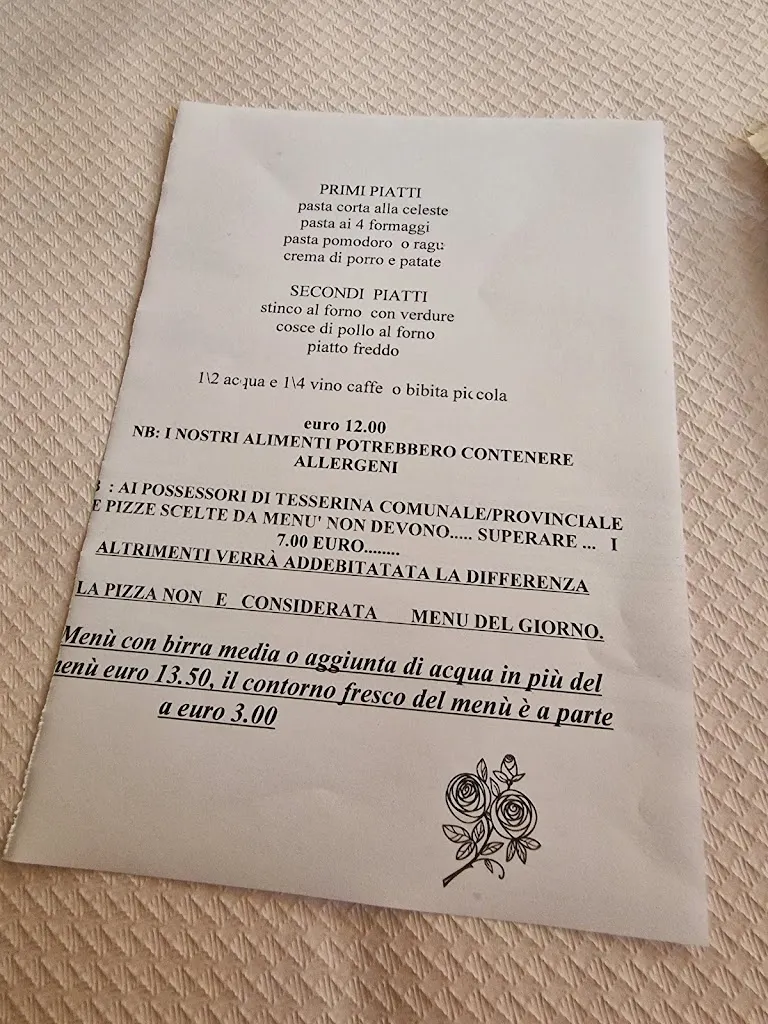 PRIMI PIATTI
pasta corta alla celeste
pasta ai 4 formaggi
pasta pomodoro o ragu
crema di porro e patate
SECONDI PIATTI
stinco al forno con verdure
cosce di pollo al forno
piatto freddo
1\2 acqua e 1\4 vino caffe o bibita piccola
euro 12.00
NB: I NOSTRI ALIMENTI POTREBBERO CONTENERE
ALLERGENI
: AI POSSESSORI DI TESSERINA COMUNALE/PROVINCIALE
E PIZZE SCELTE DA MENU' NON DEVONO..... SUPERARE ... I
7.00 EURO........
ALTRIMENTI VERRÀ ADDEBITATATA LA DIFFERENZA
LA PIZZA NON E CONSIDERATA MENU DEL GIORNO.
Menù con birra media o aggiunta di acqua in più del
enù euro 13.50, il contorno fresco del menù è a parte
a euro 3.00